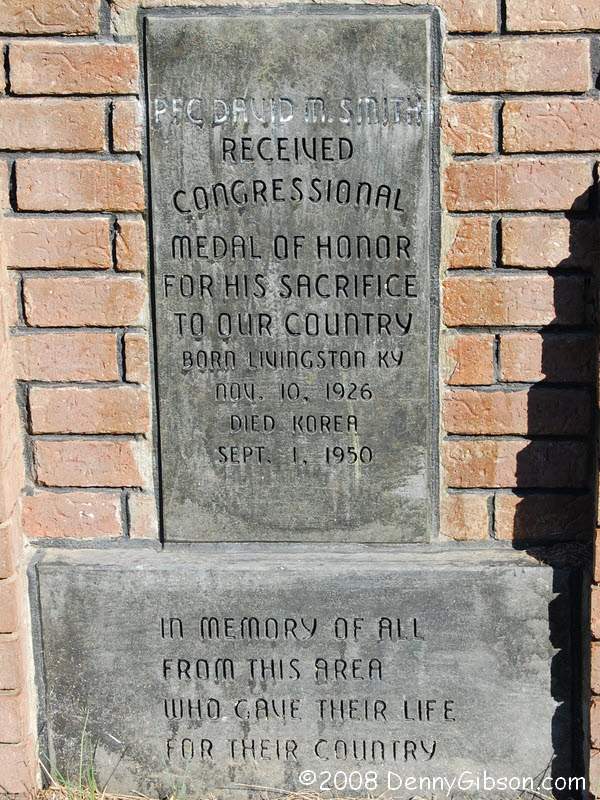 PFC DAVID M. SMITH
RECEIVED
CONGRESSIONAL
MEDAL OF HONOR
FOR HIS SACRIFICE
TO OUR COUNTRY
BORN LIVINGSTON KY
NOV. 10, 1926
DIED KOREA
SEPT. 1, 1950
IN MEMORY OF ALL
FROM THIS AREA
WHO GAVE THEIR LIFE
FOR THEIR COUNTRY
©2008 DennyGibson.com